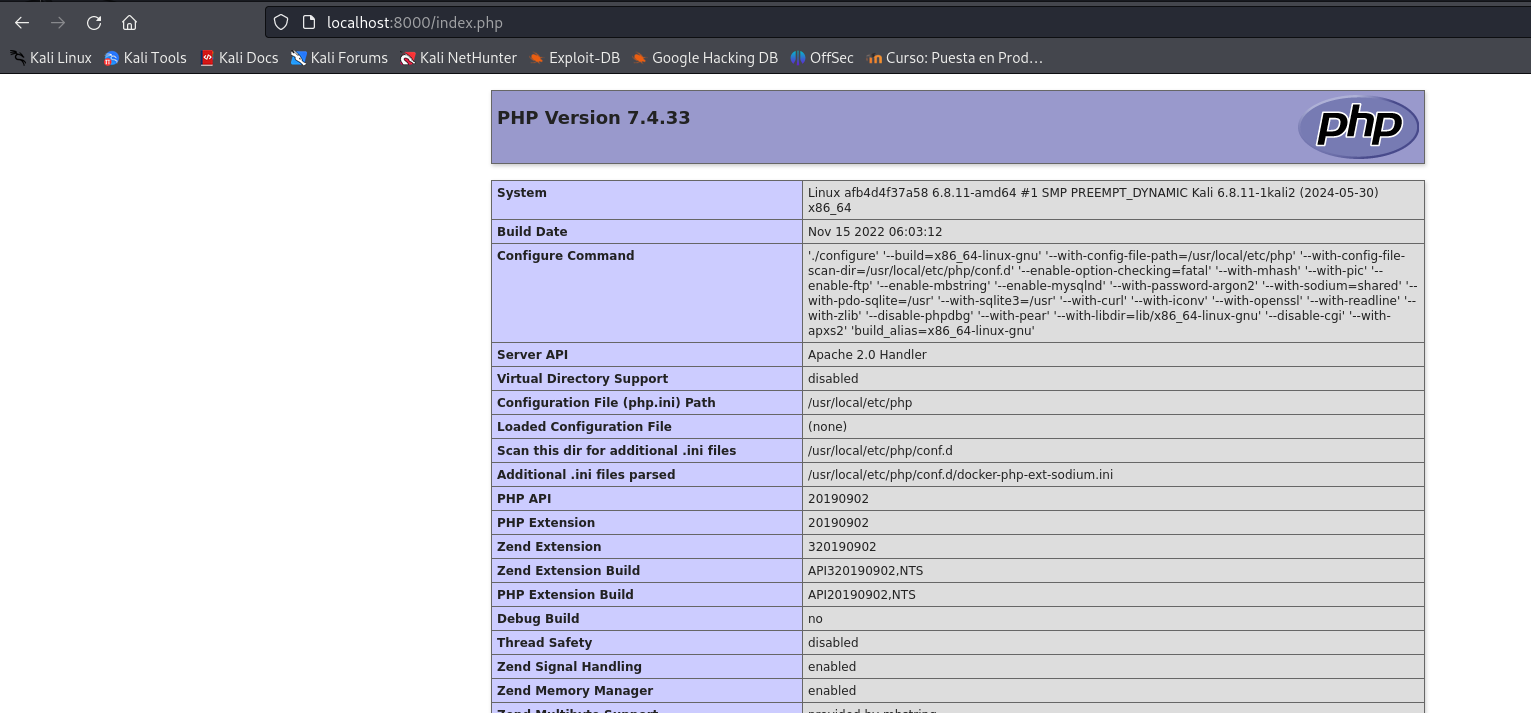 localhost:8000/index.php
Kali Linux Kali Tools Kali Docs Kali Forums Kali NetHunter Exploit-DB Google Hacking DB OffSec Curso: Puesta en Prod…
PHP Version 7.4.33
php
System Linux afb4d4f37a58 6.8.11-amd64 #1 SMP PREEMPT_DYNAMIC Kali 6.8.11-1kali2 (2024-05-30)
x86_64
Build Date Nov 15 2022 06:03:12
Configure Command './configure' '--build=x86_64-linux-gnu' '--with-config-file-path=/usr/local/etc/php' '--with-config-file-
scan-dir=/usr/local/etc/php/conf.d' '--enable-option-checking=fatal' '--with-mhash' '--with-pic' '--
enable-ftp' '--enable-mbstring' '--enable-mysqlnd' '--with-password-argon2' '--with-sodium=shared' '--
with-pdo-sqlite=/usr' '--with-sqlite3=/usr' '--with-curl' '--with-iconv' '--with-openssl' '--with-readline' '--
with-zlib' '--disable-phpdbg' '--with-pear' '--with-libdir=lib/x86_64-linux-gnu' '--disable-cgi' '--with-
apxs2' 'build_alias=x86_64-linux-gnu'
Server API Apache 2.0 Handler
Virtual Directory Support disabled
Configuration File (php.ini) Path /usr/local/etc/php
Loaded Configuration File (none)
Scan this dir for additional .ini files /usr/local/etc/php/conf.d
Additional .ini files parsed /usr/local/etc/php/conf.d/docker-php-ext-sodium.ini
PHP API 20190902
PHP Extension 20190902
Zend Extension 320190902
Zend Extension Build API320190902,NTS
PHP Extension Build API20190902,NTS
Debug Build no
Thread Safety disabled
Zend Signal Handling enabled
Zend Memory Manager enabled
Zend Multibyte Support provided by mbstring